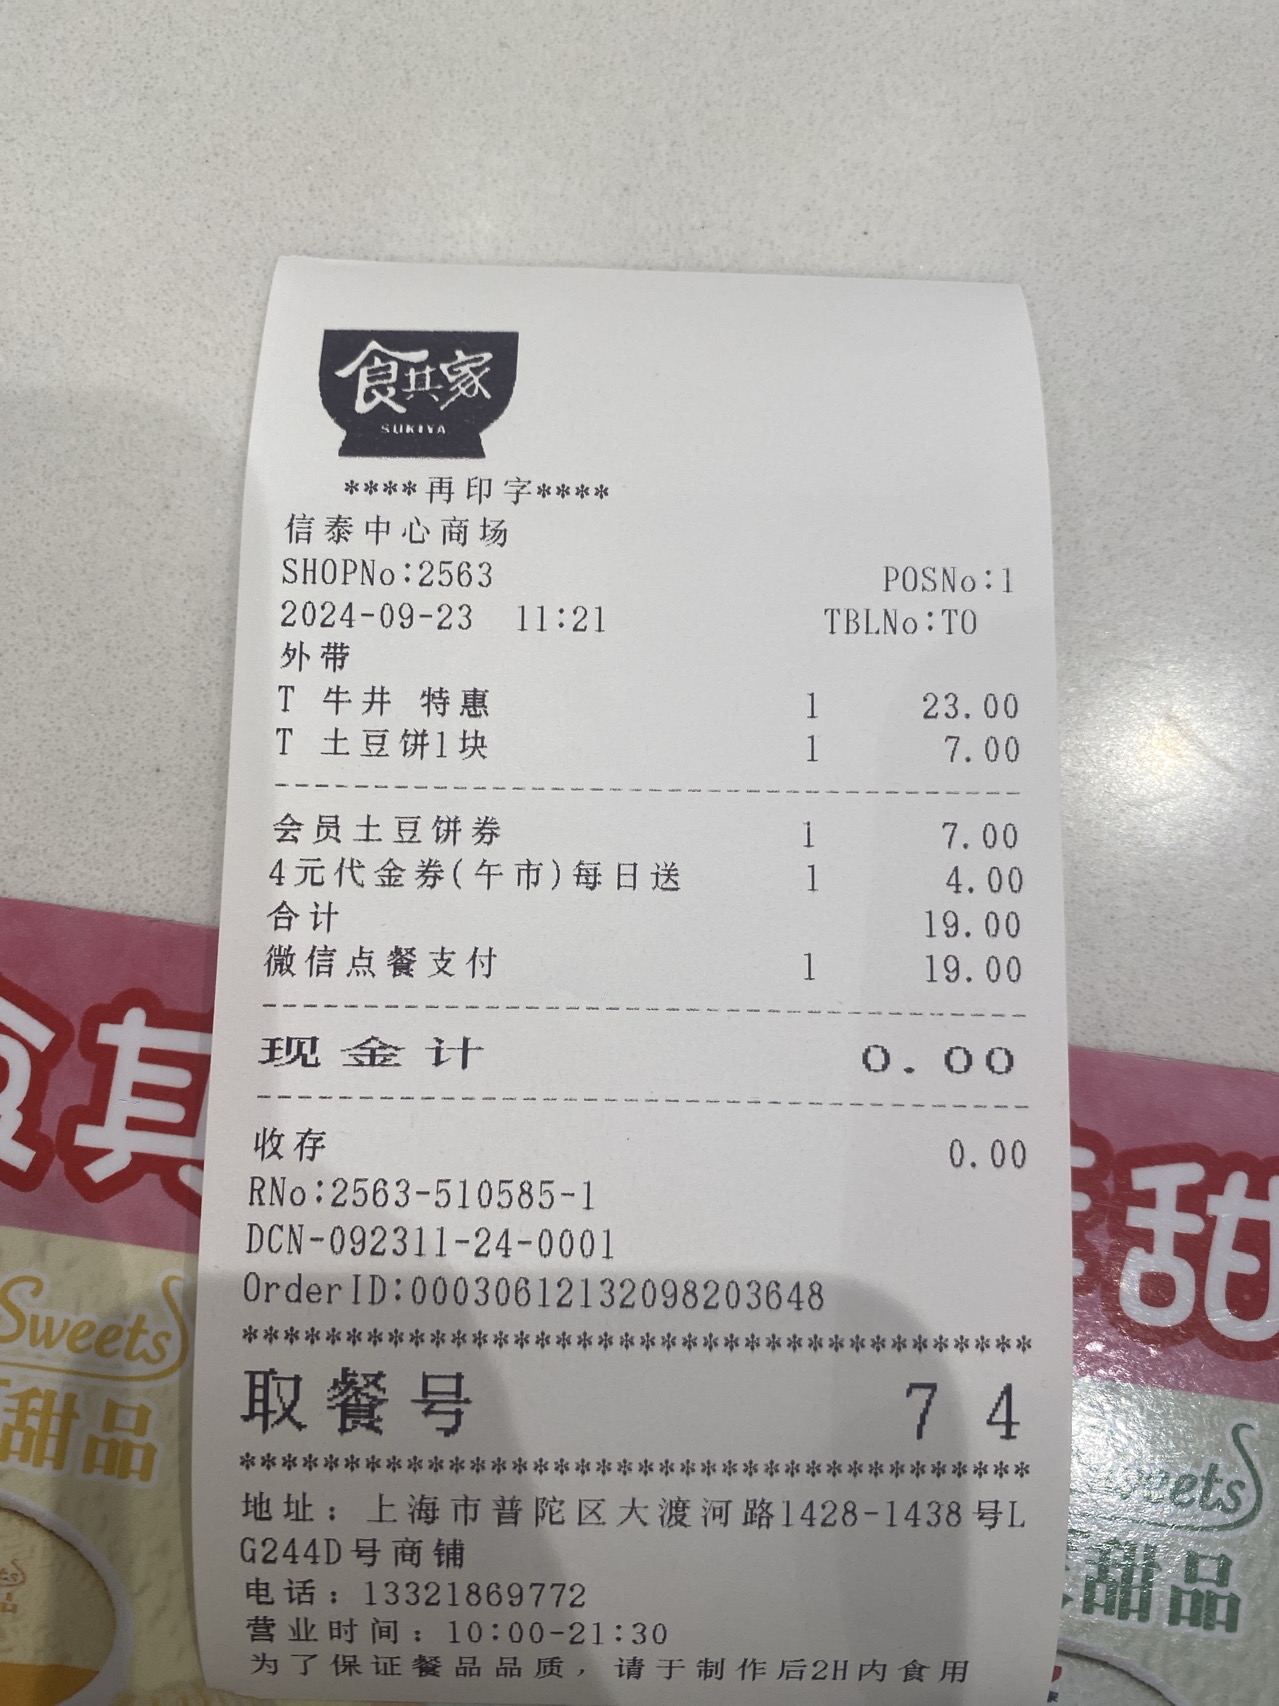 食其家
SUKIYA
****再印字****
信泰中心商场
SHOPNo:2563 POSNo:1
2024-09-23 11:21 TBLNo:TO
外带
T 牛井 特惠 1 23.00
T 土豆饼1块 1 7.00
会员土豆饼券 1 7.00
4元代金券(午市)每日送 1 4.00
合计 19.00
微信点餐支付 1 19.00
现金计 0.00
收存 0.00
RNo:2563-510585-1
DCN-092311-24-0001
OrderID:00030612132098203648
****************************************
取餐号 74
****************************************
地址：上海市普陀区大渡河路1428-1438号L
G244D号商铺
电话：13321869772
营业时间：10:00-21:30
为了保证餐品品质，请于制作后2H内食用
食其
甜
Sweets
甜品
甜品